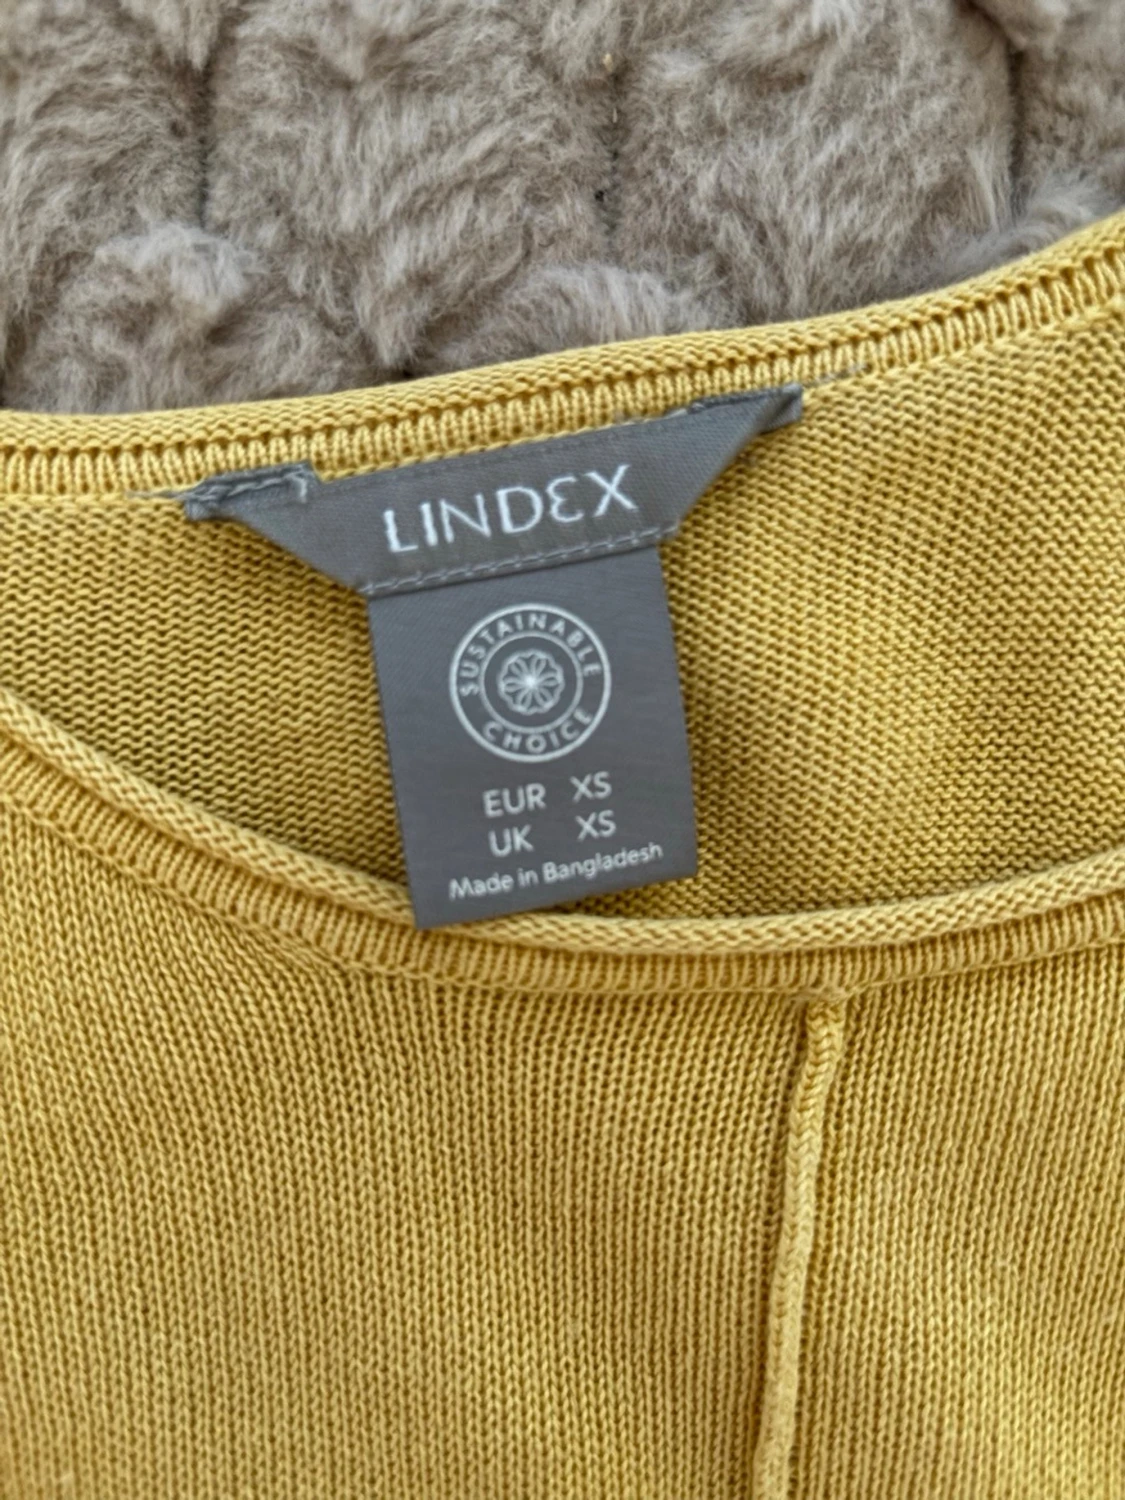 LINDEX
SUSTAINABLE
CHOICE
EUR XS
UK XS
Made in Bangladesh